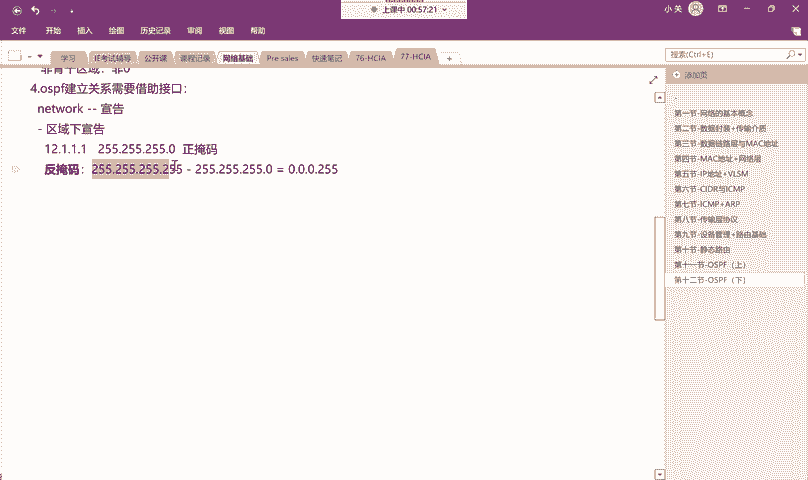 上课中 00:57:21
小关
文件 开始 插入 绘图 历史记录 审阅 视图 帮助
学习 IE考试辅导 公开课 课程记录 网络基础 Pre sales 快速笔记 76-HCIA 77-HCIA +
搜索(Ctrl+E)
添加页
4.ospf建立关系需要借助接口：
network -- 宣告
- 区域下宣告
12.1.1.1 255.255.255.0 正掩码
反掩码：255.255.255.255 - 255.255.255.0 = 0.0.0.255
第一节-网络的基本概念
第二节-数据封装+传输介质
第三节-数据链路层与MAC地址
第四节-MAC地址+网络层
第五节-IP地址+VLSM
第六节-CIDR与ICMP
第七节-ICMP+ARP
第八节-传输层协议
第九节-设备管理+路由基础
第十节-静态路由
第十一节-OSPF（上）
第十二节-OSPF（下）